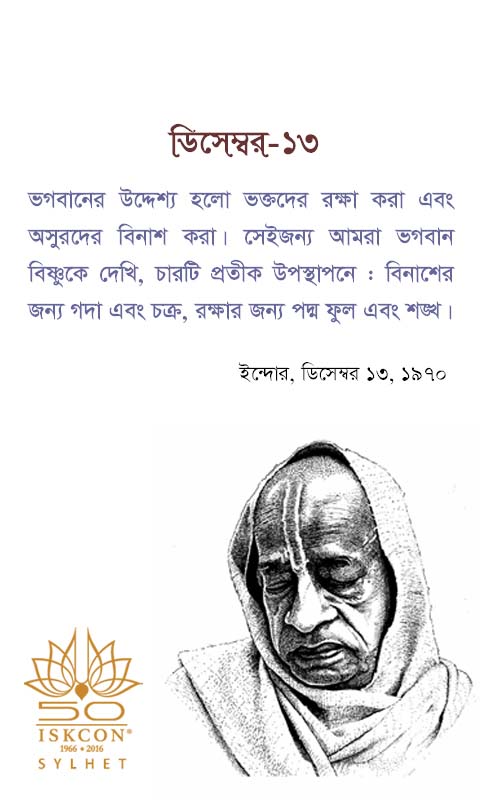 ডিসেম্বর-১৩
ভগবানের উদ্দেশ্য হলো ভক্তদের রক্ষা করা এবং
অসুরদের বিনাশ করা। সেইজন্য আমরা ভগবান
বিষ্ণুকে দেখি, চারটি প্রতীক উপস্থাপনে : বিনাশের
জন্য গদা এবং চক্র, রক্ষার জন্য পদ্ম ফুল এবং শঙ্খ।
ইন্দোর, ডিসেম্বর ১৩, ১৯৭০
50
ISKCON®
1966 • 2016
SYLHET